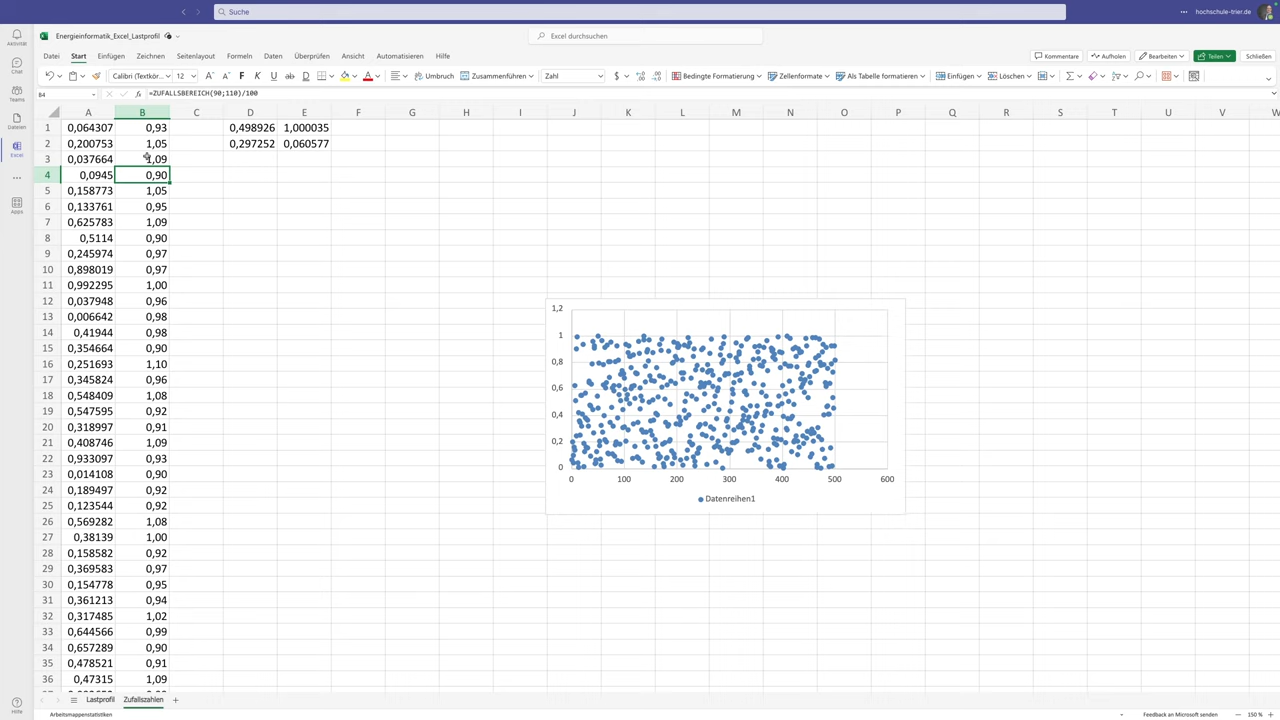 Suche
hochschule-trier.de
Aktivität
Chat
Teams
Dateien
Excel
Apps
Hilfe
Energieinformatik_Excel_Lastprofil
Excel durchsuchen
Datei Start Einfügen Zeichnen Seitenlayout Formeln Daten Überprüfen Ansicht Automatisieren Hilfe
Kommentare Aufholen Bearbeiten Teilen Schließen
Calibri (Textkör... 12 F K U ab D A Umbruch Zusammenführen Zahl $ Bedingte Formatierung Zellenformate Als Tabelle formatieren Einfügen Löschen
B4 fx =ZUFALLSBEREICH(90;110)/100
A B C D E F G H I J K L M N O P Q R S T U V W
1 0,064307 0,93 0,498926 1,000035
2 0,200753 1,05 0,297252 0,060577
3 0,037664 1,09
4 0,0945 0,90
5 0,158773 1,05
6 0,133761 0,95
7 0,625783 1,09
8 0,5114 0,90
9 0,245974 0,97
10 0,898019 0,97
11 0,992295 1,00
12 0,037948 0,96
13 0,006642 0,98
14 0,41944 0,98
15 0,354664 0,90
16 0,251693 1,10
17 0,345824 0,96
18 0,548409 1,08
19 0,547595 0,92
20 0,318997 0,91
21 0,408746 1,09
22 0,933097 0,93
23 0,014108 0,90
24 0,189497 0,92
25 0,123544 0,92
26 0,569282 1,08
27 0,38139 1,00
28 0,158582 0,92
29 0,369583 0,97
30 0,154778 0,95
31 0,361213 0,94
32 0,317485 1,02
33 0,644566 0,99
34 0,657289 0,90
35 0,478521 0,91
36 0,47315 1,09
1,2
1
0,8
0,6
0,4
0,2
0
0 100 200 300 400 500 600
Datenreihen1
Lastprofil Zufallszahlen
Arbeitsmappenstatistiken
Feedback an Microsoft senden
150 %